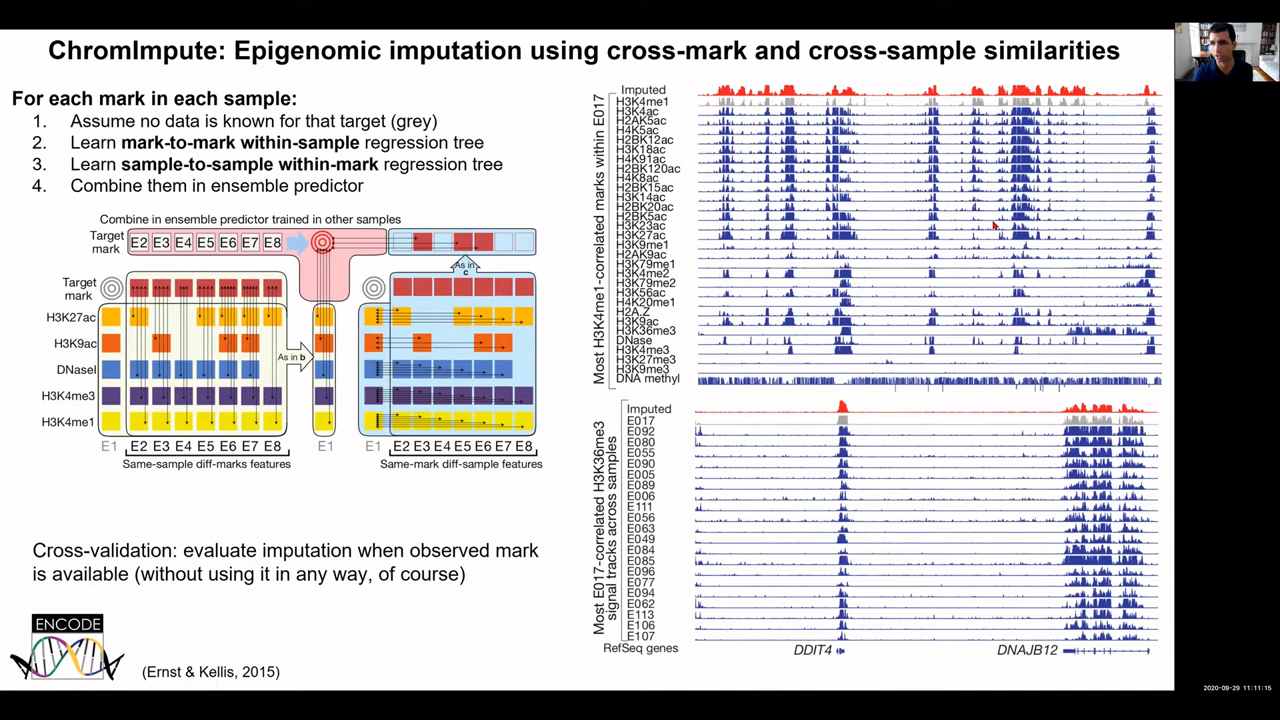 ChromImpute: Epigenomic imputation using cross-mark and cross-sample similarities
For each mark in each sample:
1. Assume no data is known for that target (grey)
2. Learn mark-to-mark within-sample regression tree
3. Learn sample-to-sample within-mark regression tree
4. Combine them in ensemble predictor
Combine in ensemble predictor trained in other samples
Target mark
E2 E3 E4 E5 E6 E7 E8
As in c
Target mark
H3K27ac
H3K9ac
DNaseI
H3K4me3
H3K4me1
As in b
E1 E2 E3 E4 E5 E6 E7 E8
E1
E1 E2 E3 E4 E5 E6 E7 E8
Same-sample diff-marks features
Same-mark diff-sample features
Cross-validation: evaluate imputation when observed mark
is available (without using it in any way, of course)
ENCODE
(Ernst & Kellis, 2015)
Most H3K4me1-correlated marks within E017
Imputed
H3K4me1
H3K4ac
H2AK5ac
H4K5ac
H2BK12ac
H3K18ac
H4K91ac
H2BK120ac
H4K8ac
H2BK15ac
H3K14ac
H2BK20ac
H2BK5ac
H3K23ac
H3K27ac
H3K9me1
H2AK9ac
H3K79me1
H3K4me2
H3K79me2
H3K56ac
H4K20me1
H2A.Z
H3K9ac
H3K36me3
DNase
H3K4me3
H3K27me3
H3K9me3
DNA methyl
Most E017-correlated H3K36me3
signal tracks across samples
Imputed
E017
E092
E080
E055
E090
E005
E089
E006
E111
E056
E063
E049
E084
E085
E096
E077
E094
E062
E113
E106
E107
RefSeq genes
DDIT4
DNAJB12
2020-09-29 11:11:15